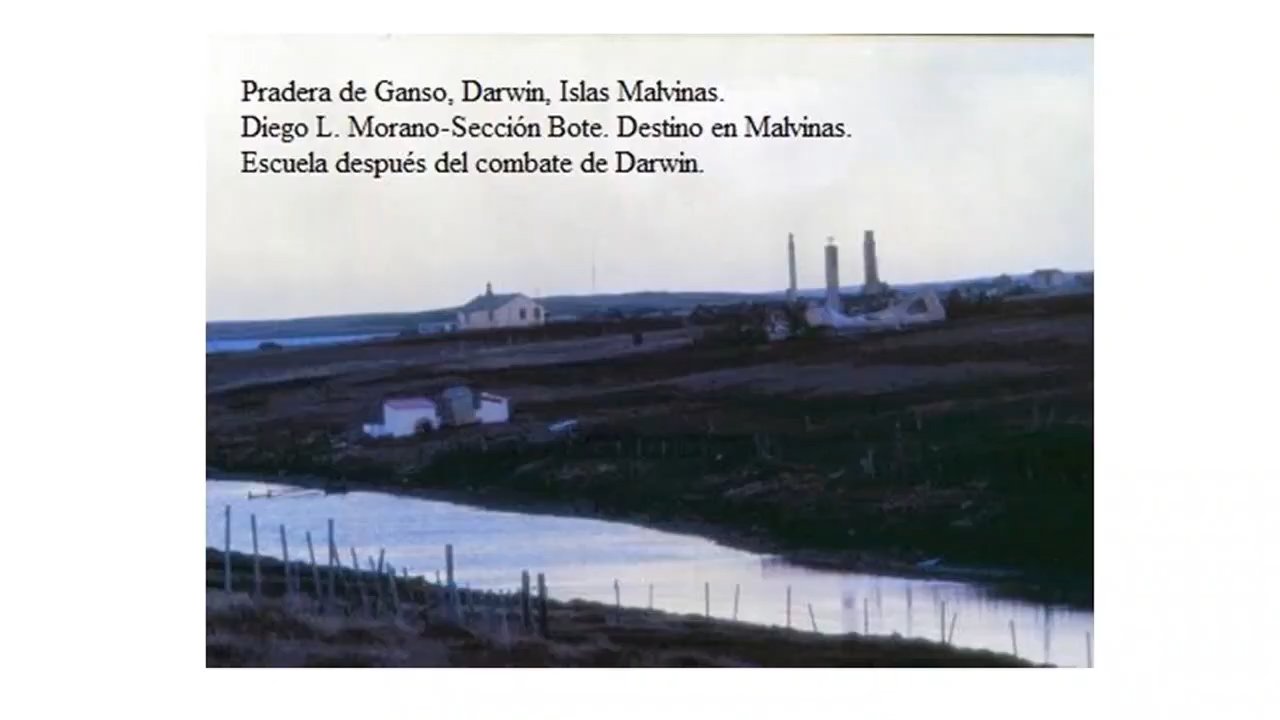 Pradera de Ganso, Darwin, Islas Malvinas.
Diego L. Morano-Sección Bote. Destino en Malvinas.
Escuela después del combate de Darwin.